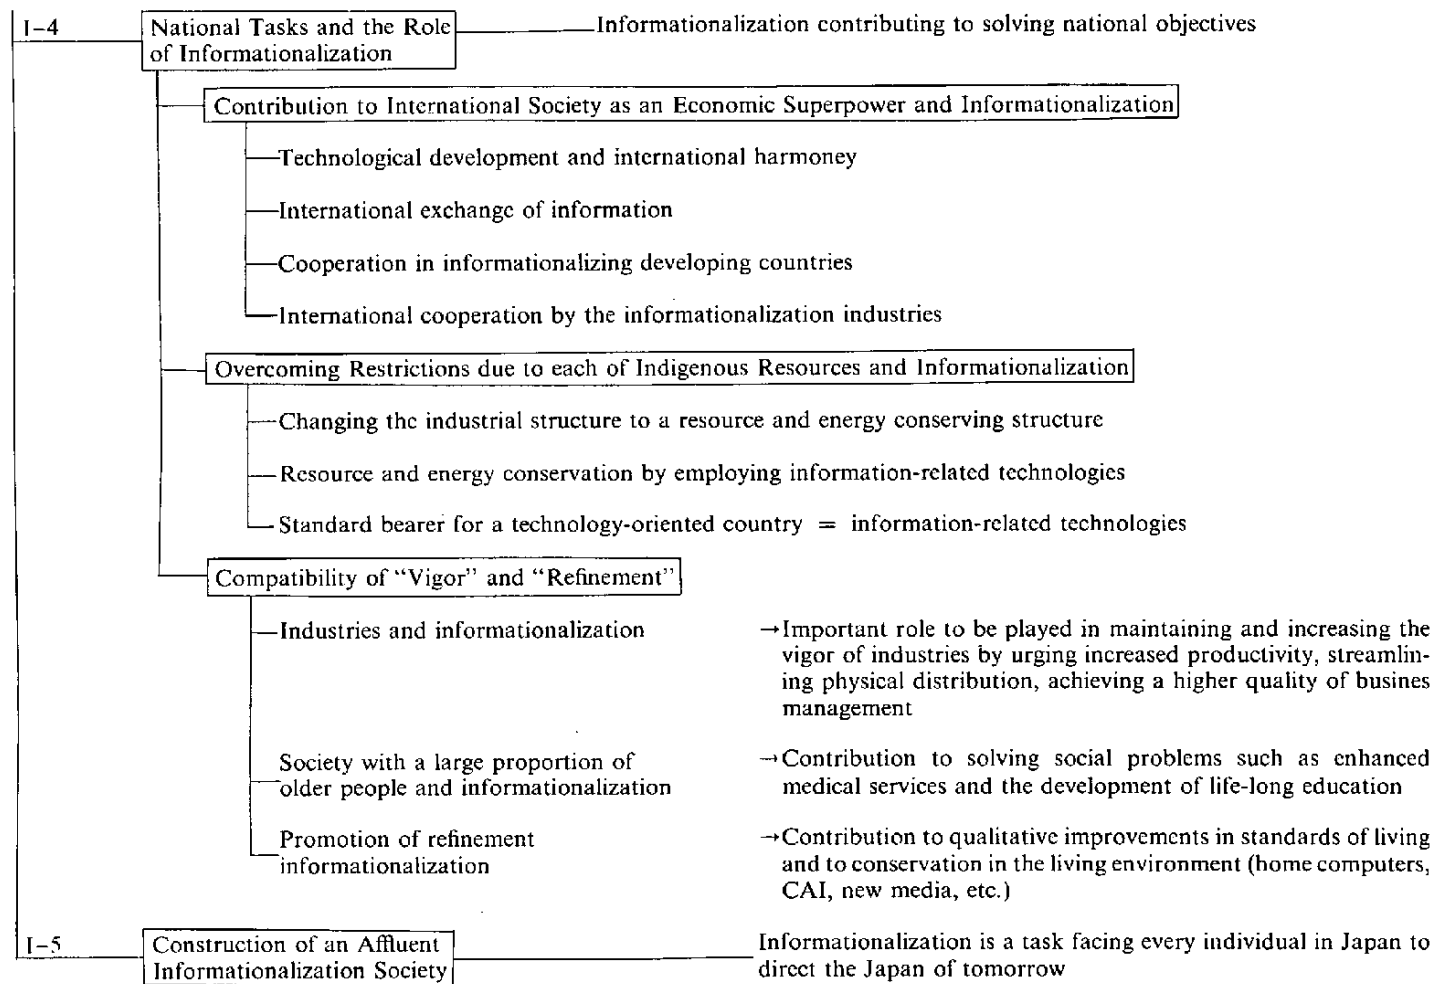 I-4
National Tasks and the Role
of Informationalization
Informationalization contributing to solving national objectives
Contribution to International Society as an Economic Superpower and Informationalization
Technological development and international harmoney
International exchange of information
Cooperation in informationalizing developing countries
International cooperation by the informationalization industries
Overcoming Restrictions due to each of Indigenous Resources and Informationalization
Changing the industrial structure to a resource and energy conserving structure
Resource and energy conservation by employing information-related technologies
Standard bearer for a technology-oriented country = information-related technologies
Compatibility of “Vigor” and “Refinement”
Industries and informationalization
→Important role to be played in maintaining and increasing the
vigor of industries by urging increased productivity, streamlin-
ing physical distribution, achieving a higher quality of busines
management
Society with a large proportion of
older people and informationalization
→Contribution to solving social problems such as enhanced
medical services and the development of life-long education
Promotion of refinement
informationalization
→Contribution to qualitative improvements in standards of living
and to conservation in the living environment (home computers,
CAI, new media, etc.)
I-5
Construction of an Affluent
Informationalization Society
Informationalization is a task facing every individual in Japan to
direct the Japan of tomorrow